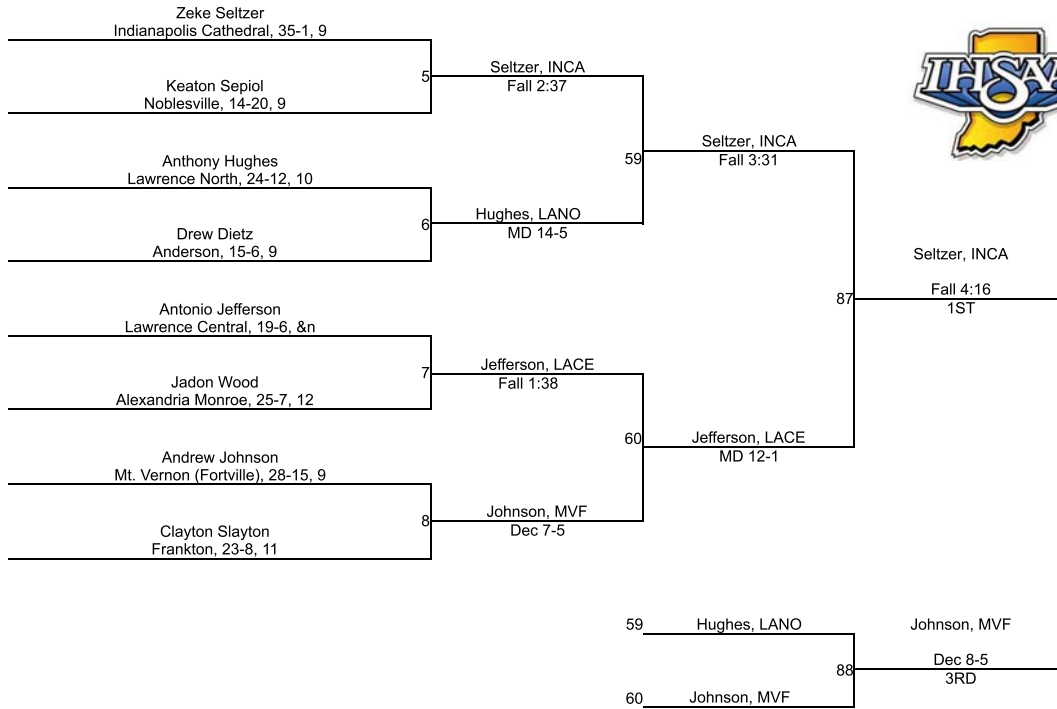 Zeke Seltzer
Indianapolis Cathedral, 35-1, 9
Keaton Sepiol
Noblesville, 14-20, 9
Anthony Hughes
Lawrence North, 24-12, 10
Drew Dietz
Anderson, 15-6, 9
Antonio Jefferson
Lawrence Central, 19-6, &n
Jadon Wood
Alexandria Monroe, 25-7, 12
Andrew Johnson
Mt. Vernon (Fortville), 28-15, 9
Clayton Slayton
Frankton, 23-8, 11
5
Seltzer, INCA
Fall 2:37
6
Hughes, LANO
MD 14-5
7
Jefferson, LACE
Fall 1:38
8
Johnson, MVF
Dec 7-5
59
Seltzer, INCA
Fall 3:31
60
Jefferson, LACE
MD 12-1
87
Seltzer, INCA
Fall 4:16
1ST
IHSAA
59
Hughes, LANO
60
Johnson, MVF
88
Johnson, MVF
Dec 8-5
3RD